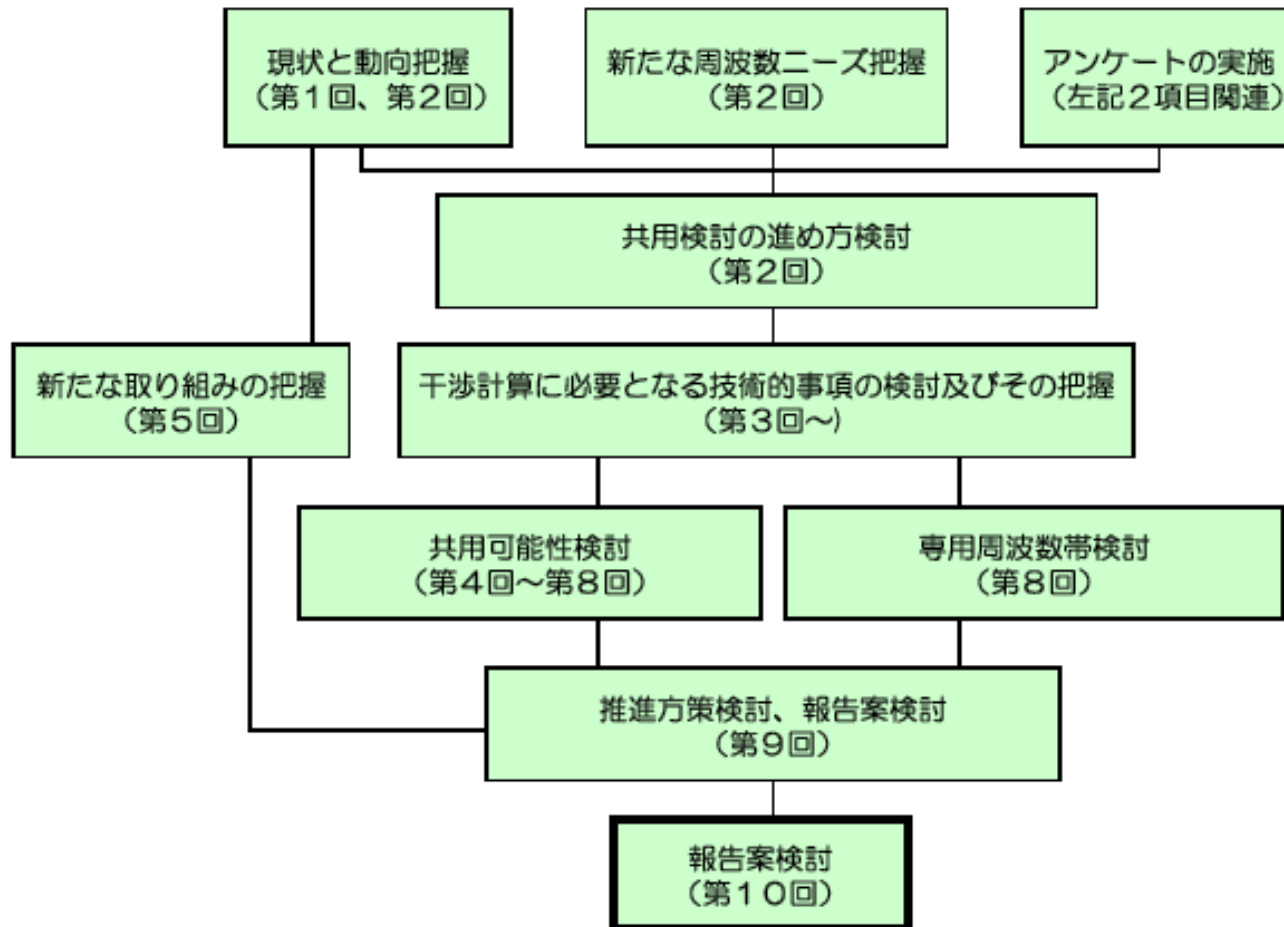 現状と動向把握
（第１回、第２回）
新たな周波数ニーズ把握
（第２回）
アンケートの実施
（左記２項目関連）
共用検討の進め方検討
（第２回）
新たな取り組みの把握
（第５回）
干渉計算に必要となる技術的事項の検討及びその把握
（第３回～）
共用可能性検討
（第４回～第８回）
専用周波数帯検討
（第８回）
推進方策検討、報告案検討
（第９回）
報告案検討
（第１０回）